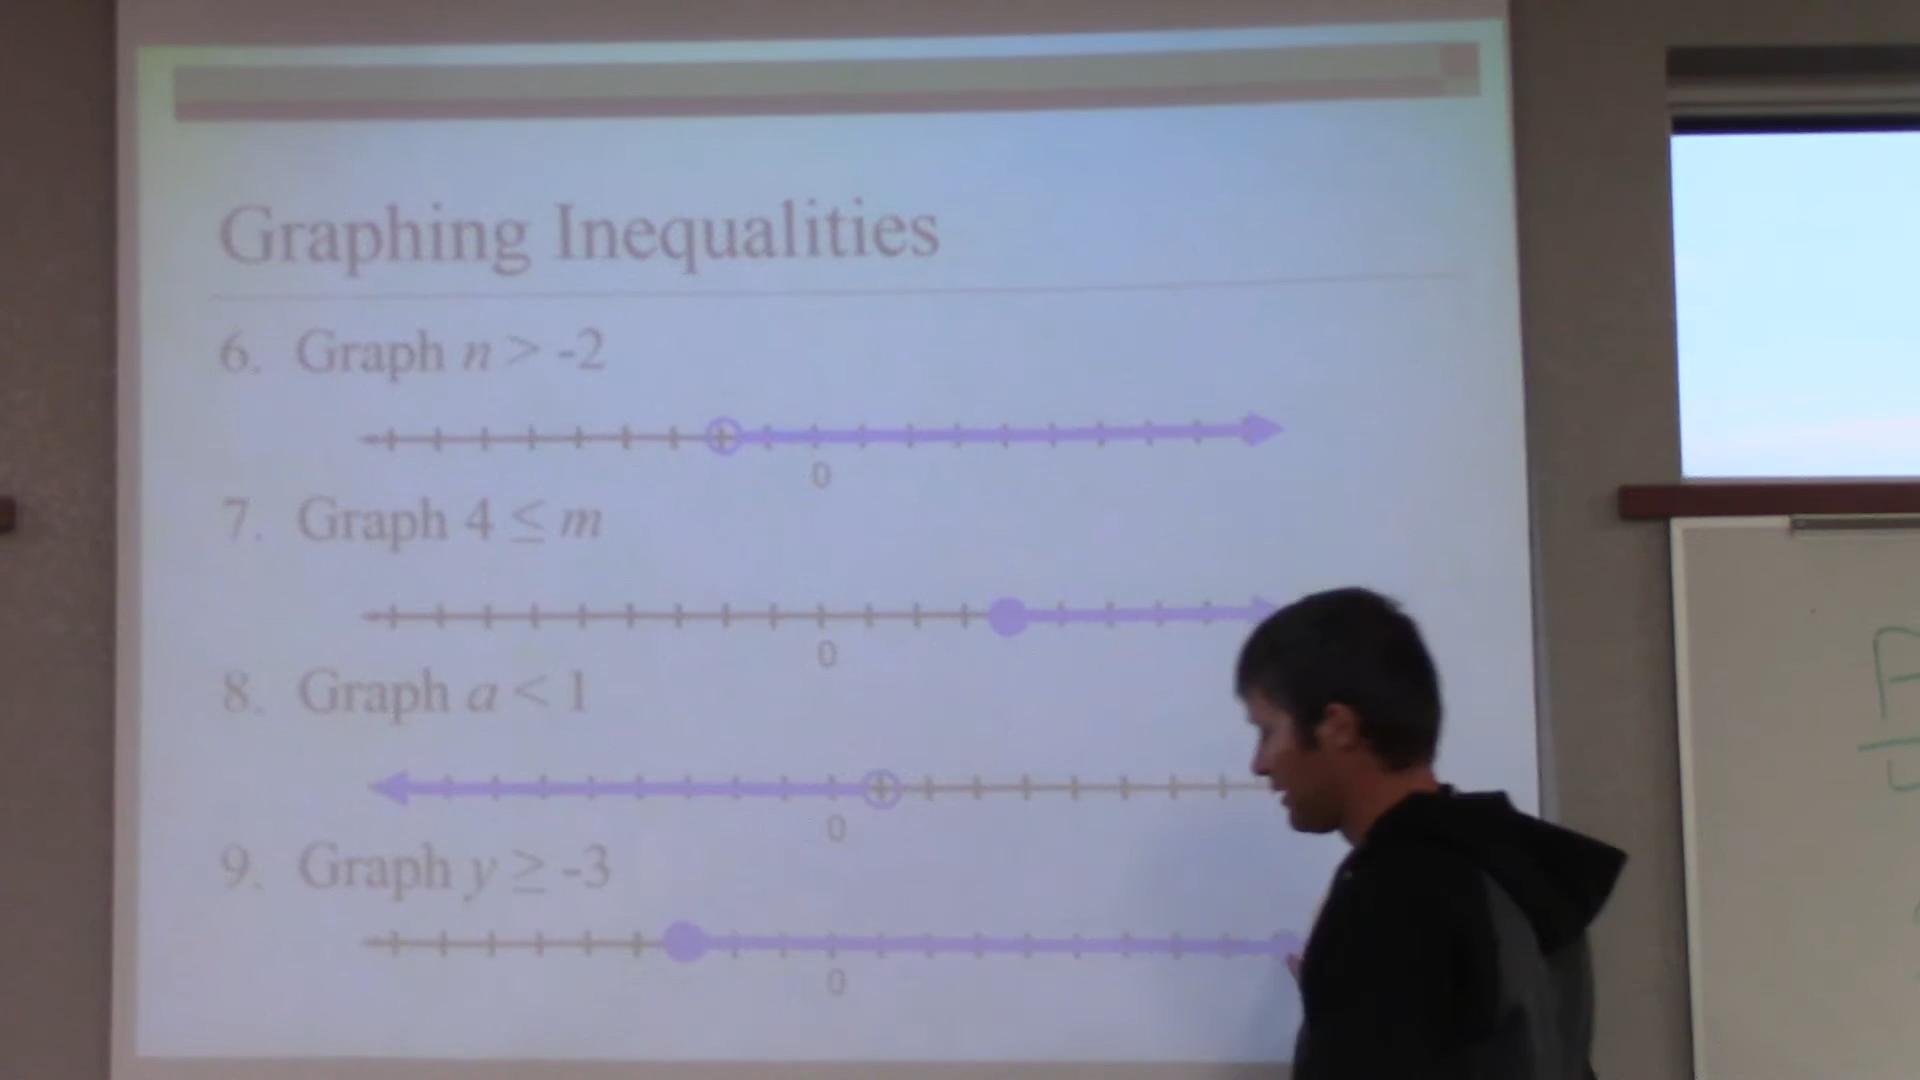 Graphing Inequalities
6. Graph n > -2
0
7. Graph 4 ≤ m
0
8. Graph a < 1
0
9. Graph y ≥ -3
0